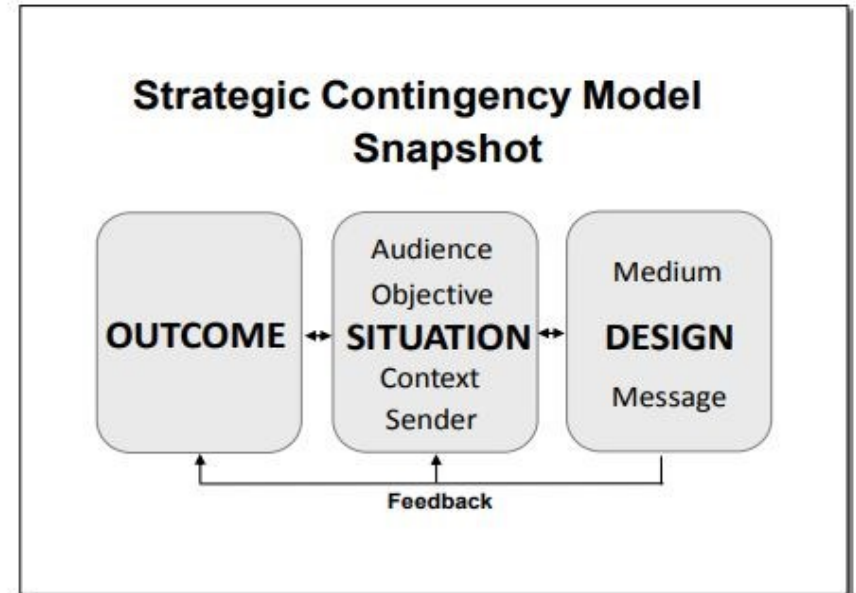 Strategic Contingency Model
Snapshot
OUTCOME
Audience
Objective
SITUATION
Context
Sender
Medium
DESIGN
Message
Feedback